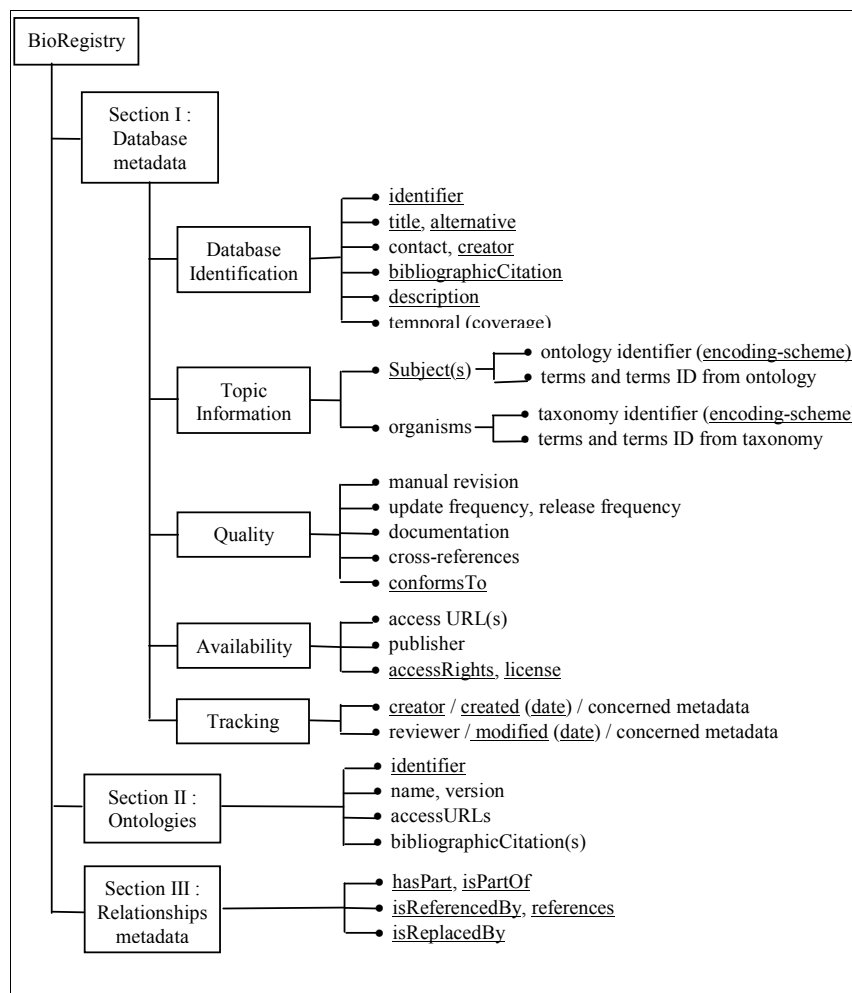 BioRegistry
Section I :
Database
metadata
Database
Identification
identifier
title, alternative
contact, creator
bibliographicCitation
description
temporal (coverage)
Topic
Information
Subject(s)
ontology identifier (encoding-scheme)
terms and terms ID from ontology
organisms
taxonomy identifier (encoding-scheme
terms and terms ID from taxonomy
Quality
manual revision
update frequency, release frequency
documentation
cross-references
conformsTo
Availability
access URL(s)
publisher
accessRights, license
Tracking
creator / created (date) / concerned metadata
reviewer / modified (date) / concerned metadata
Section II :
Ontologies
identifier
name, version
accessURLs
bibliographicCitation(s)
Section III :
Relationships
metadata
hasPart, isPartOf
isReferencedBy, references
isReplacedBy